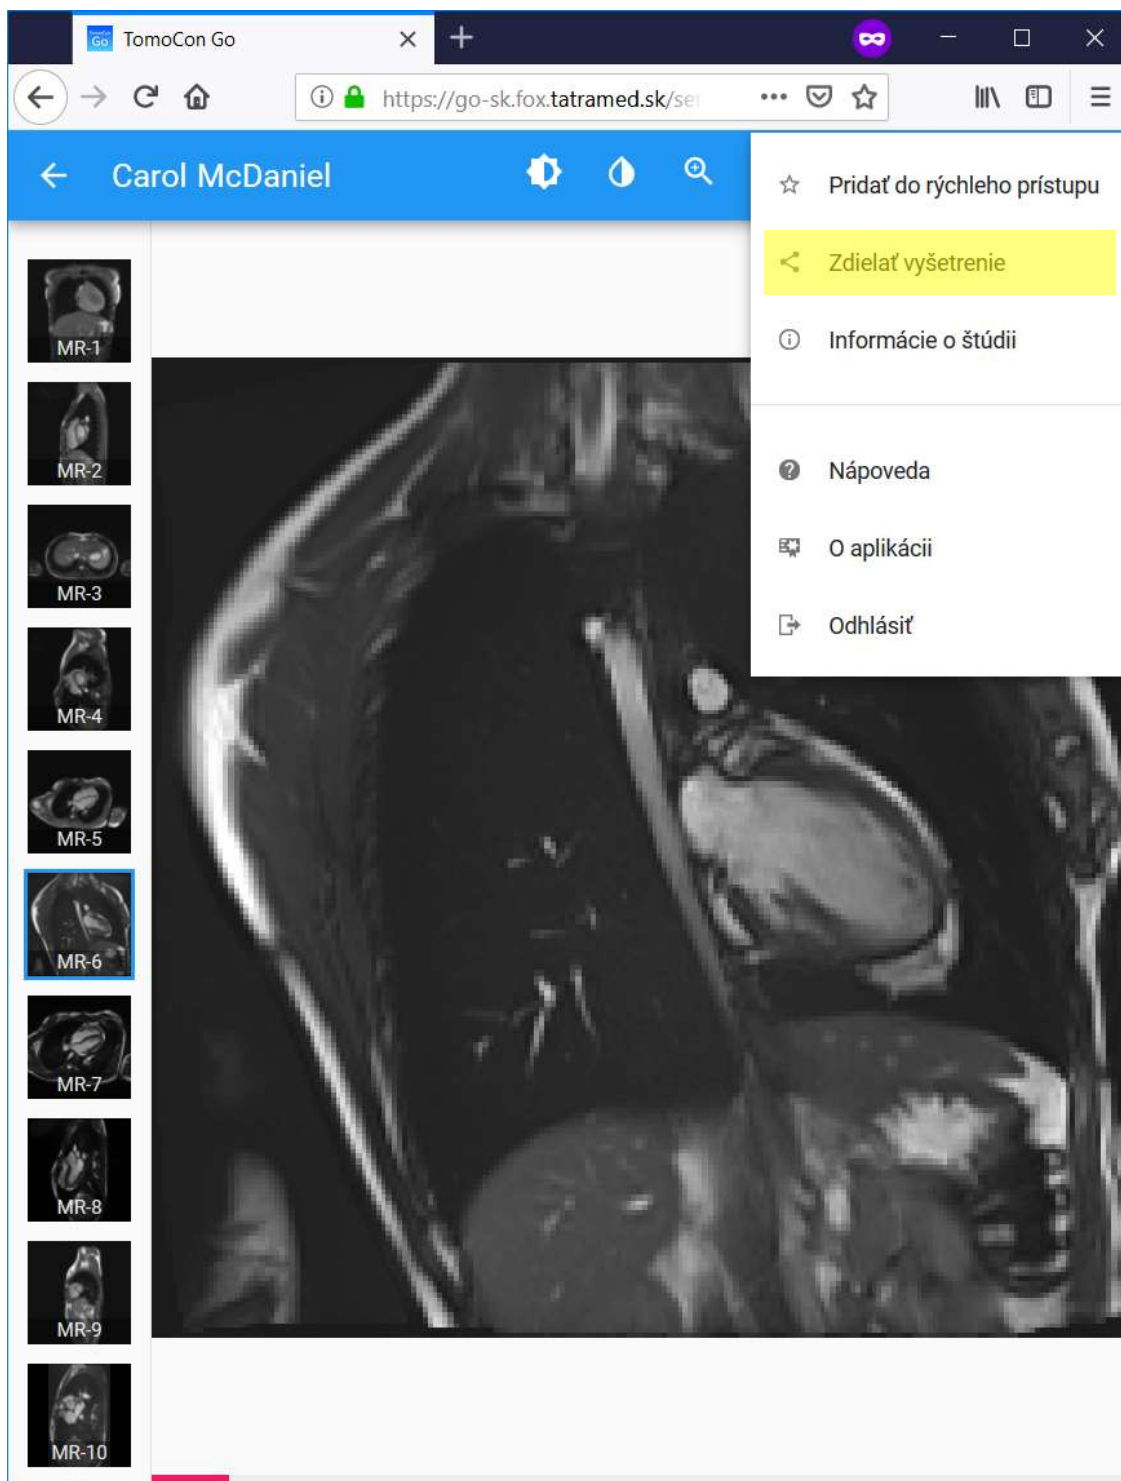 TomoCon Go
https://go-sk.fox.tatramed.sk/se
Carol McDaniel
Pridať do rýchleho prístupu
Zdielať vyšetrenie
Informácie o štúdii
Nápoveda
O aplikácii
Odhlásiť
MR-1
MR-2
MR-3
MR-4
MR-5
MR-6
MR-7
MR-8
MR-9
MR-10